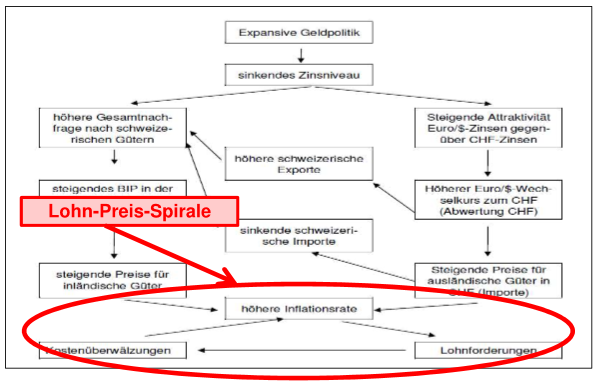 Expansive Geldpolitik
sinkendes Zinsniveau
höhere Gesamtnach-
frage nach schweize-
rischen Gütern
Steigende Attraktivität
Euro/$-Zinsen gegen-
über CHF-Zinsen
höhere schweizerische
Exporte
steigendes BIP in der
Höherer Euro/$-Wech-
selkurs zum CHF
(Abwertung CHF)
Lohn-Preis-Spirale
sinkende schweizeri-
sche Importe
steigende Preise für
inländische Güter
Steigende Preise für
ausländische Güter in
CHF (Importe)
höhere Inflationsrate
Kostenüberwälzungen
Lohnforderungen